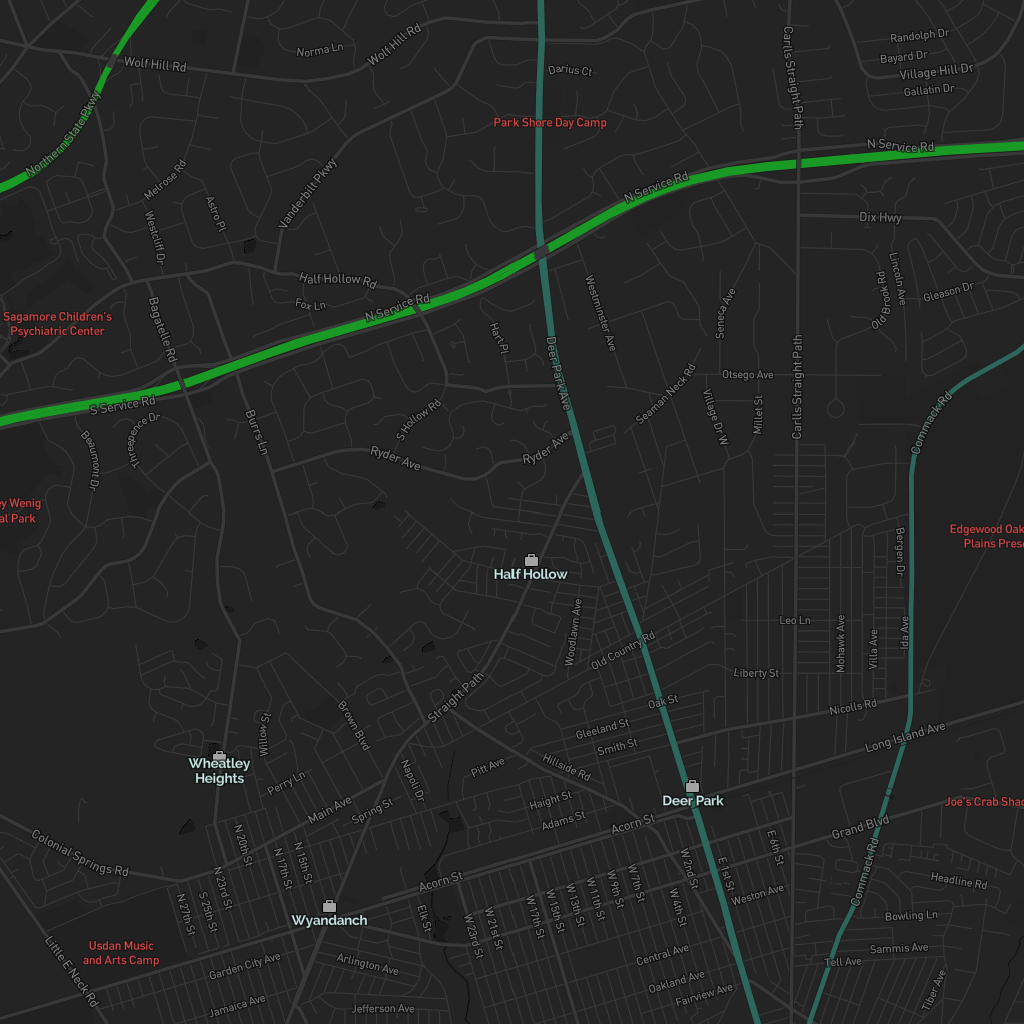 Norma Ln
Wolf Hill Rd
Wolf Hill Rd
Darius Ct
Carlls Straight Path
Randolph Dr
Bayard Dr
Village Hill Dr
Gallatin Dr
Northern State Pkwy
Park Shore Day Camp
N Service Rd
Melrose Rd
Vanderbilt Pkwy
N Service Rd
Astro Pl
Westcliff Dr
Dix Hwy
Half Hollow Rd
Fox Ln
N Service Rd
Lincoln Ave
Old Brook Rd
Gleason Dr
Westminster Ave
Seneca Ave
Sagamore Children's
Psychiatric Center
Bagatelle Rd
Hart Pl
Deer Park Ave
Otsego Ave
Carlls Straight Path
Seaman Neck Rd
Village Dr W
Millet St
Commack Rd
S Service Rd
Beaumont Dr
Threepence Dr
Burrs Ln
S Hollow Rd
Ryder Ave
Ryder Ave
ey Wenig
al Park
Edgewood Oak
Plains Prese
Bergen Dr
Half Hollow
Woodlawn Ave
Old Country Rd
Leo Ln
Mohawk Ave
Villa Ave
Ida Ave
Liberty St
Straight Path
Oak St
Nicolls Rd
Brown Blvd
Willow St
Gleeland St
Smith St
Long Island Ave
Wheatley
Heights
Perry Ln
Napoli Dr
Pitt Ave
Hillside Rd
Deer Park
Joe's Crab Shac
Main Ave
Spring St
Haight St
Adams St
Acorn St
Grand Blvd
Colonial Springs Rd
N 20th St
N 17th St
N 15th St
Acorn St
E 6th St
Commack Rd
N 27th St
S 25th St
N 23rd St
W 2nd St
E 1st St
Weston Ave
Headline Rd
Wyandanch
Elk St
W 23rd St
W 21st St
W 17th St
W 15th St
W 13th St
W 11th St
W 9th St
W 7th St
W 4th St
Bowling Ln
Usdan Music
and Arts Camp
Little E Neck Rd
Garden City Ave
Arlington Ave
Central Ave
Sammis Ave
Tell Ave
Oakland Ave
Fairview Ave
Tiber Ave
Jamaica Ave
Jefferson Ave